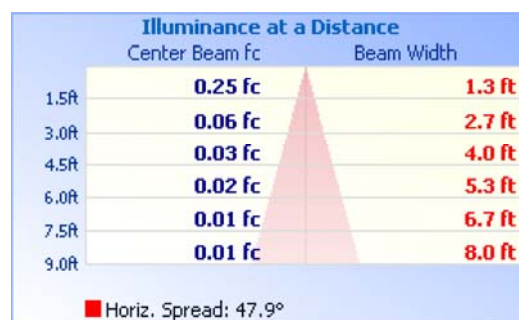 Illuminance at a Distance
Center Beam fc Beam Width
1.5ft 0.25 fc 1.3 ft
3.0ft 0.06 fc 2.7 ft
4.5ft 0.03 fc 4.0 ft
6.0ft 0.02 fc 5.3 ft
7.5ft 0.01 fc 6.7 ft
9.0ft 0.01 fc 8.0 ft
Horiz. Spread: 47.9°